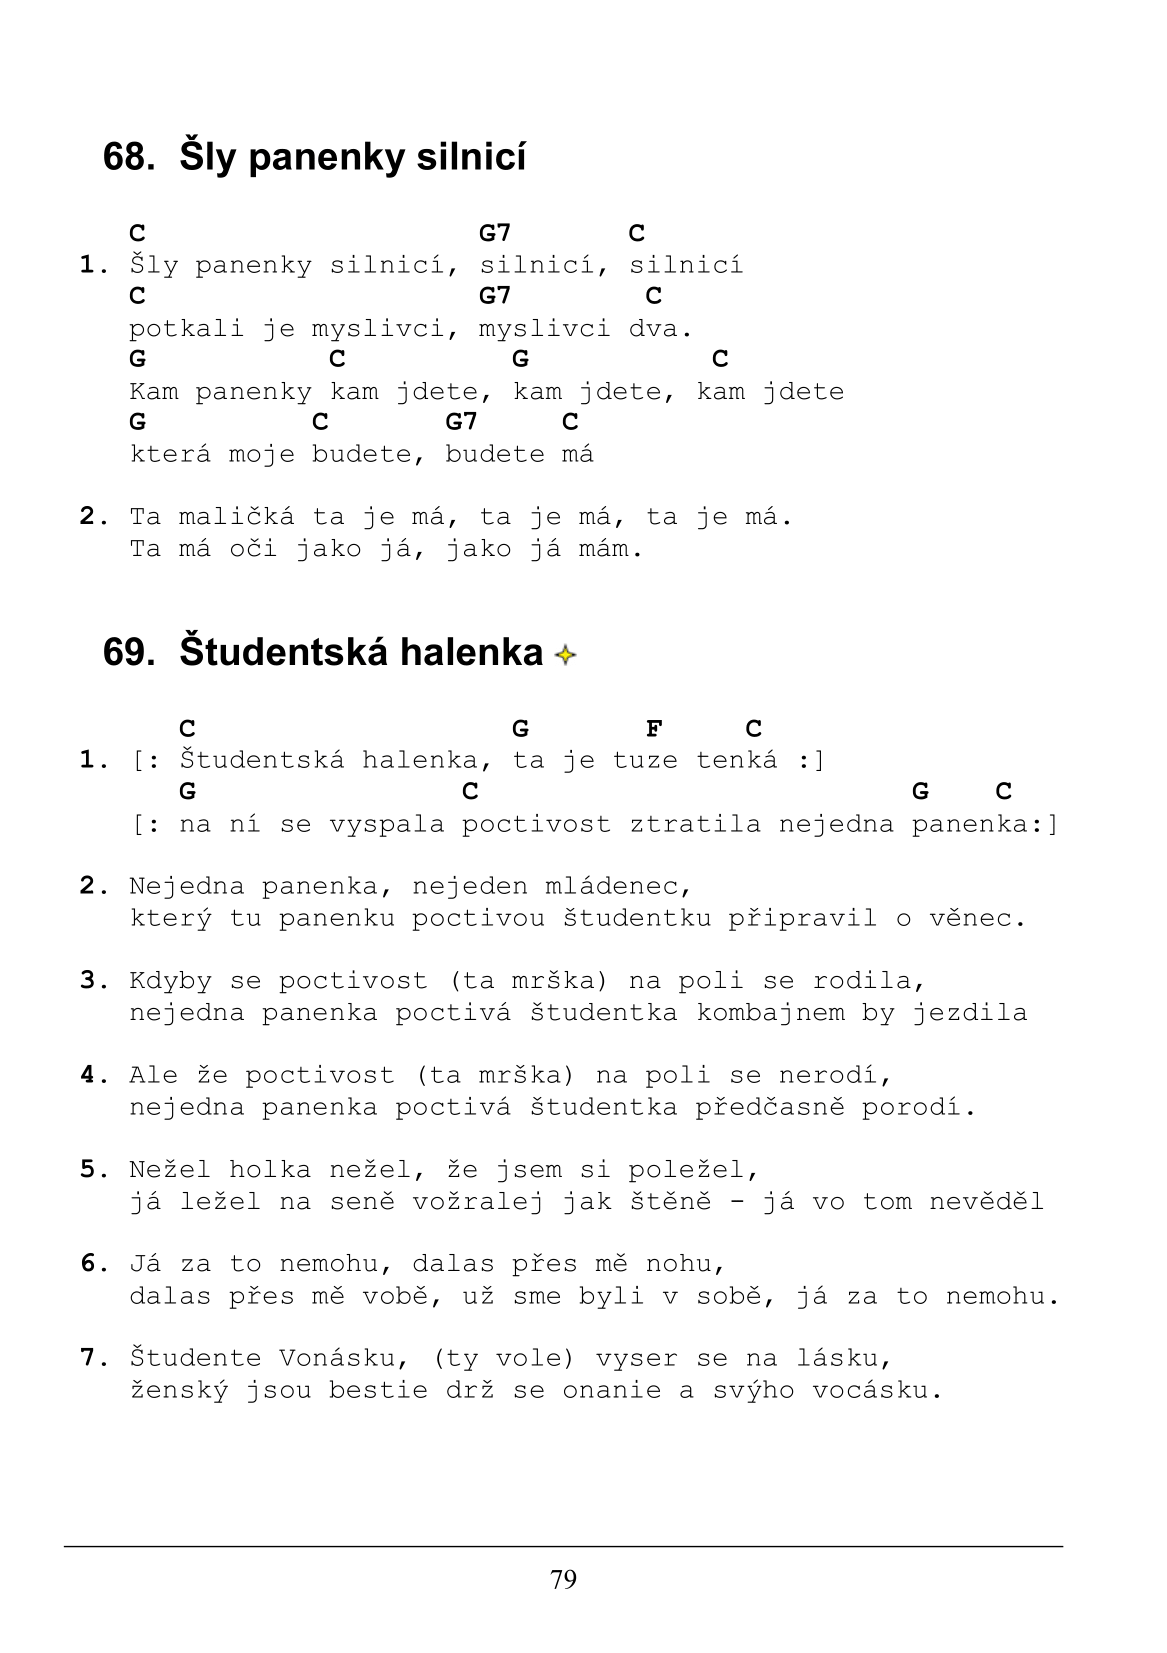 68. Šly panenky silnicí
C G7 C
1. Šly panenky silnicí, silnicí, silnicí
C G7 C
potkali je myslivci, myslivci dva.
G C G C
Kam panenky kam jdete, kam jdete, kam jdete
G C G7 C
která moje budete, budete má
2. Ta maličká ta je má, ta je má, ta je má.
Ta má oči jako já, jako já mám.
69. Študentská halenka
C G F C
1. [: Študentská halenka, ta je tuze tenká :]
G C G C
[: na ní se vyspala poctivost ztratila nejedna panenka:]
2. Nejedna panenka, nejeden mládenec,
který tu panenku poctivou študentku připravil o věnec.
3. Kdyby se poctivost (ta mrška) na poli se rodila,
nejedna panenka poctivá študentka kombajnem by jezdila
4. Ale že poctivost (ta mrška) na poli se nerodí,
nejedna panenka poctivá študentka předčasně porodí.
5. Nežel holka nežel, že jsem si poležel,
já ležel na seně vožralej jak štěně - já vo tom nevěděl
6. Já za to nemohu, dalas přes mě nohu,
dalas přes mě vobě, už sme byli v sobě, já za to nemohu.
7. Študente Vonásku, (ty vole) vyser se na lásku,
ženský jsou bestie drž se onanie a svýho vocásku.
79